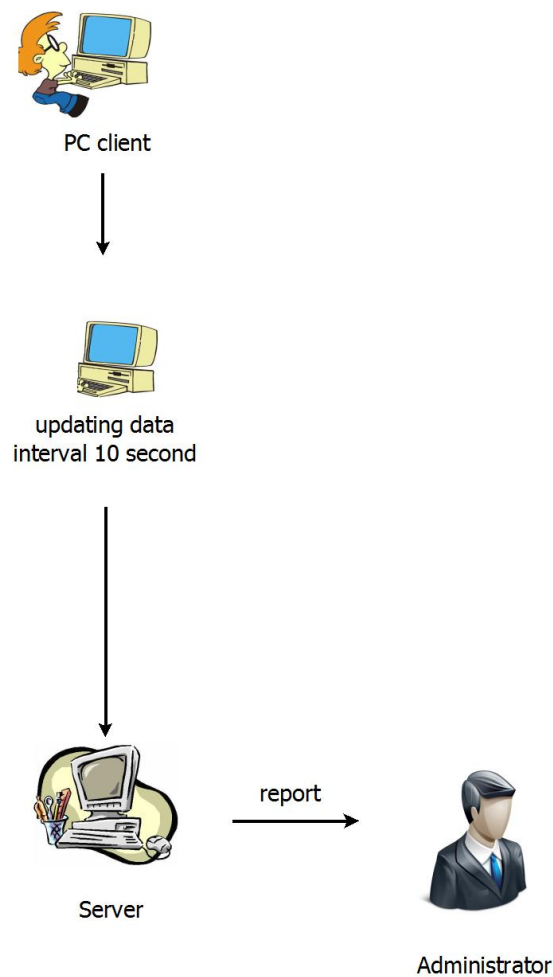 PC client
updating data
interval 10 second
report
Server
Administrator